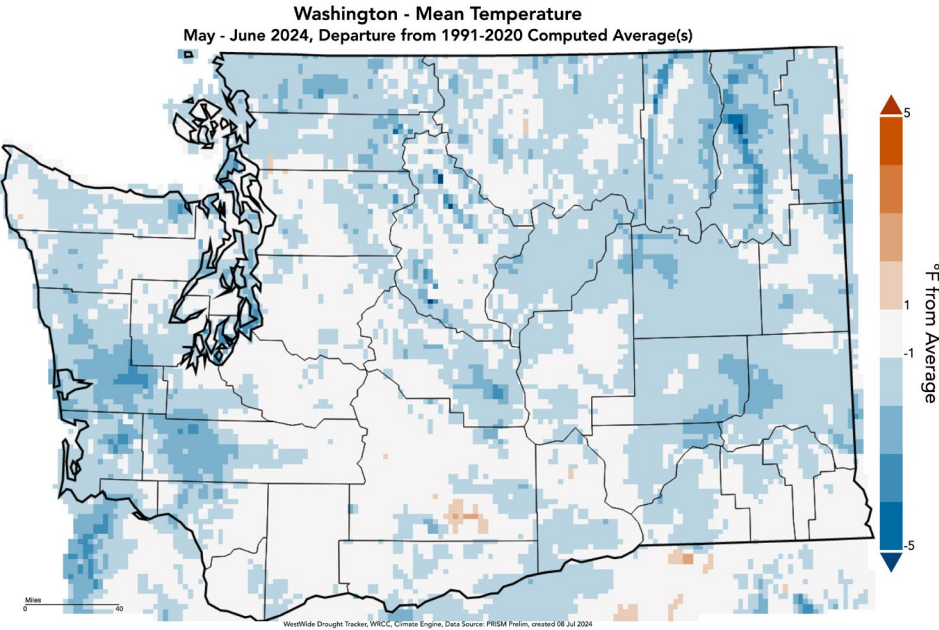 Washington - Mean Temperature
May - June 2024, Departure from 1991-2020 Computed Average(s)
5
1
-1
-5
°F from Average
Miles
0 40
WestWide Drought Tracker, WRCC, Climate Engine, Data Source: PRISM Prelim, created 08 Jul 2024